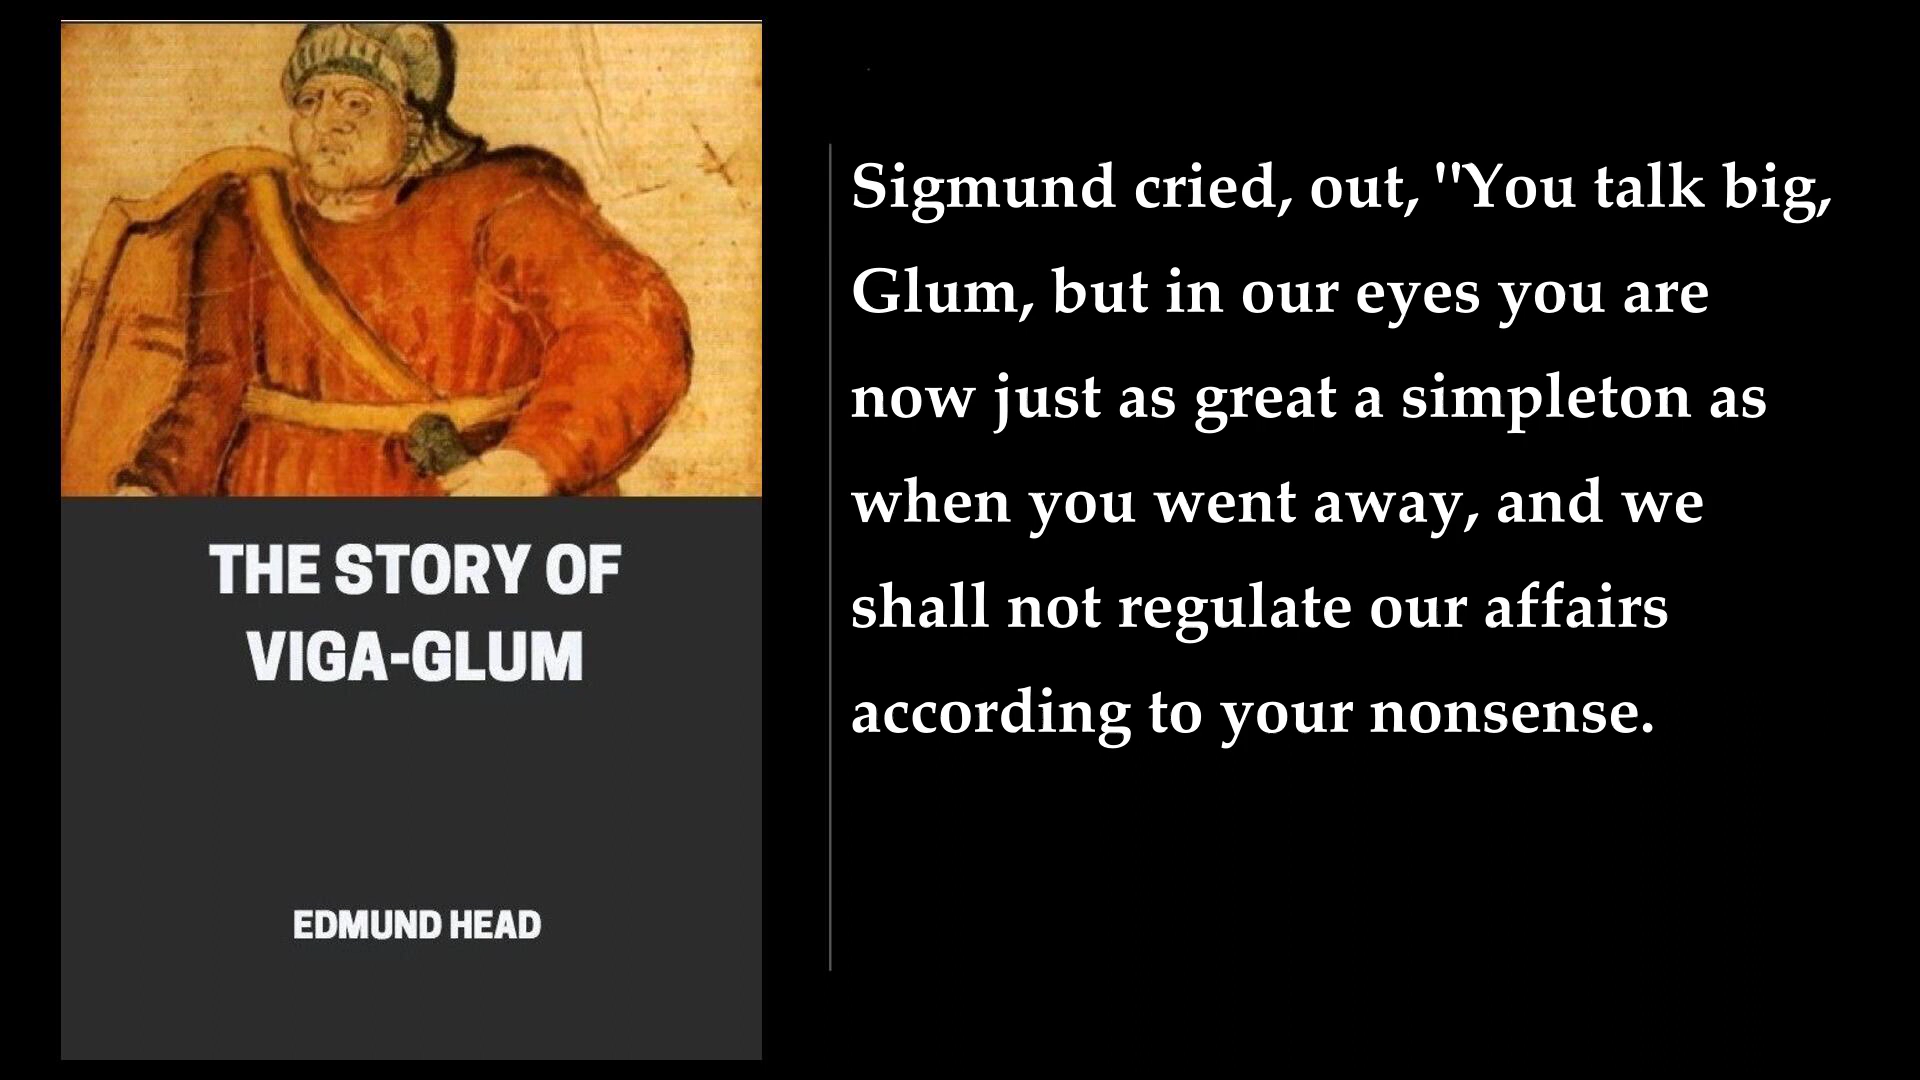 THE STORY OF
VIGA-GLUM
EDMUND HEAD
Sigmund cried, out, "You talk big,
Glum, but in our eyes you are
now just as great a simpleton as
when you went away, and we
shall not regulate our affairs
according to your nonsense.